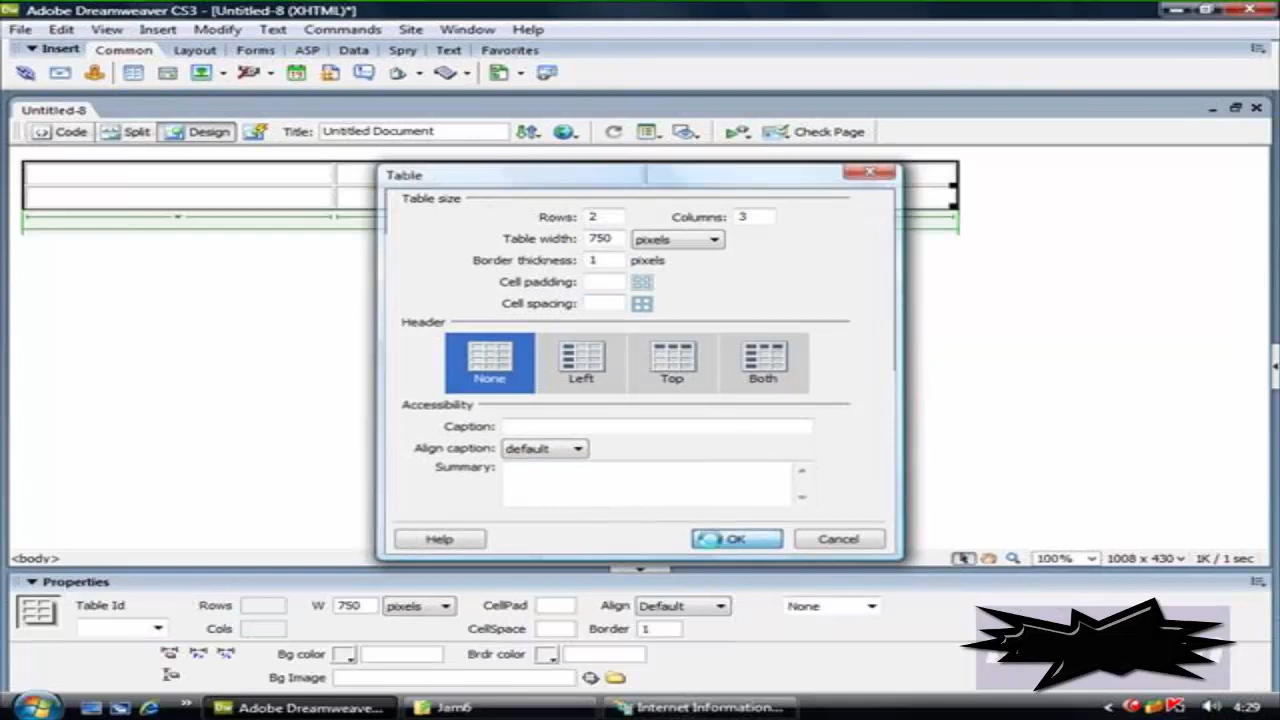 Adobe Dreamweaver CS3 - [Untitled-8 (XHTML)*]
File Edit View Insert Modify Text Commands Site Window Help
Insert Common Layout Forms ASP Data Spry Text Favorites
Untitled-8
Code Split Design Title: Untitled Document Check Page
Table
Table size
Rows: 2 Columns: 3
Table width: 750 pixels
Border thickness: 1 pixels
Cell padding:
Cell spacing:
Header
None Left Top Both
Accessibility
Caption:
Align caption: default
Summary:
Help OK Cancel
<body> 100% 1008 x 430 1K / 1 sec
Properties
Table Id Rows W 750 pixels CellPad Align Default None
Cols CellSpace Border 1
Bg color Brdr color
Bg Image
Adobe Dreamweaver... Jam6 Internet Information... 4:29